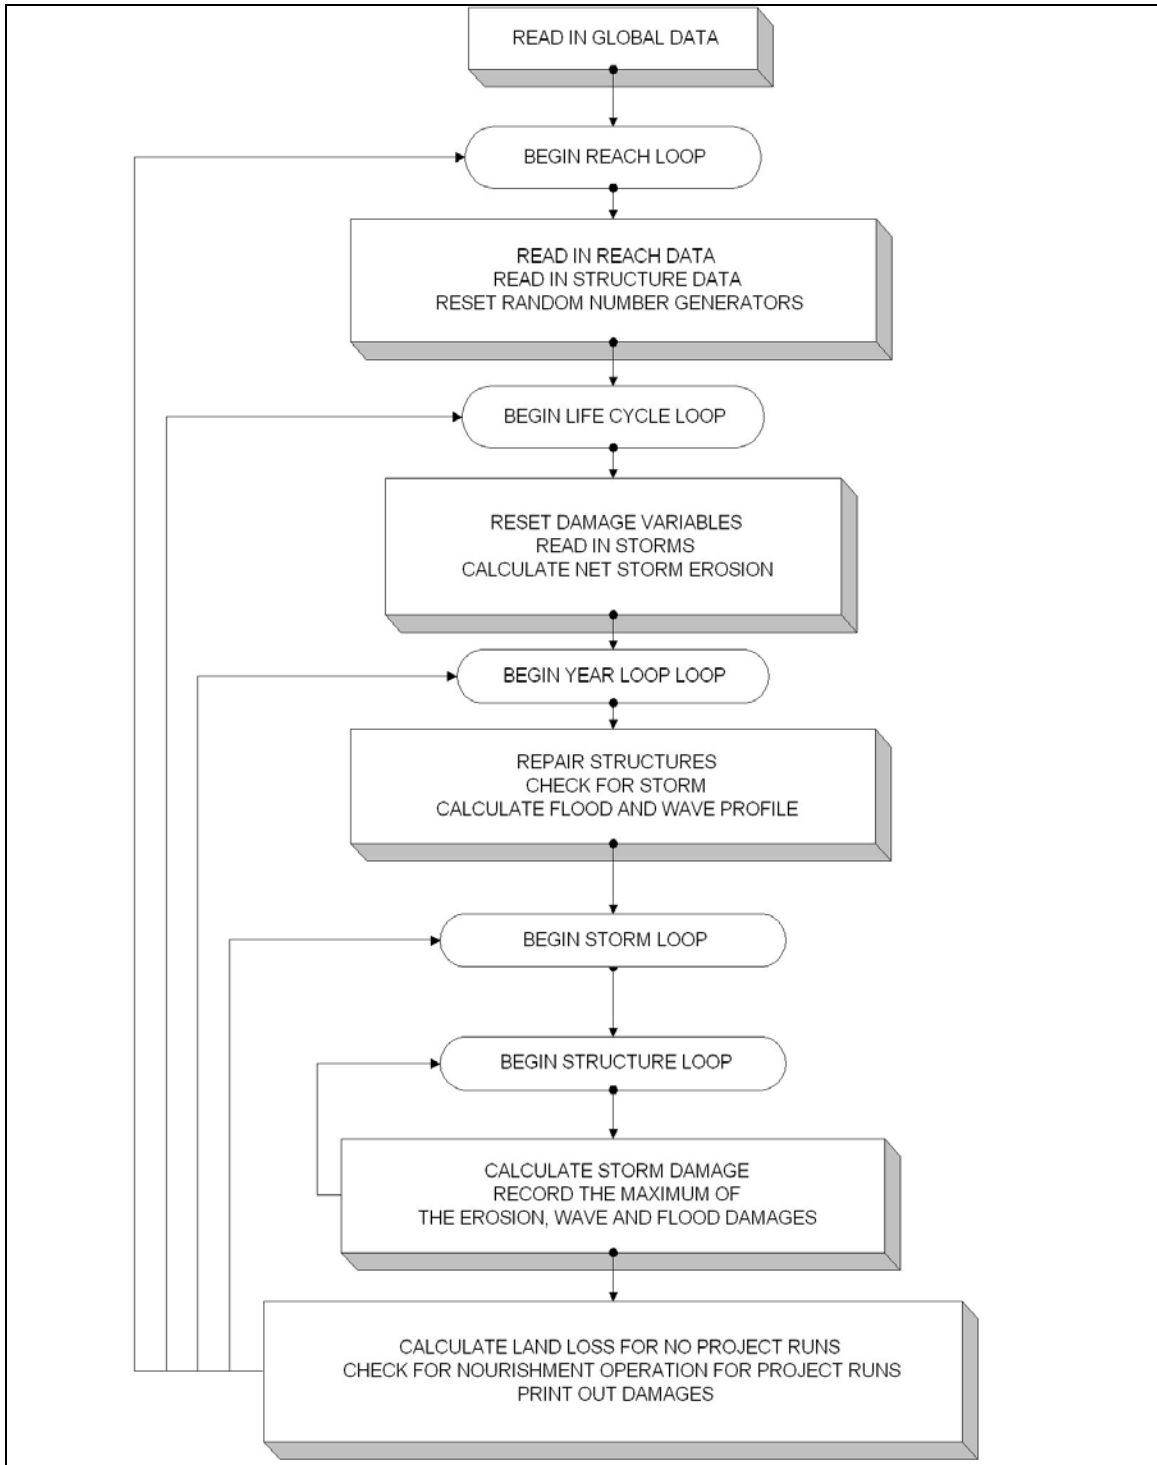 READ IN GLOBAL DATA
BEGIN REACH LOOP
READ IN REACH DATA
READ IN STRUCTURE DATA
RESET RANDOM NUMBER GENERATORS
BEGIN LIFE CYCLE LOOP
RESET DAMAGE VARIABLES
READ IN STORMS
CALCULATE NET STORM EROSION
BEGIN YEAR LOOP LOOP
REPAIR STRUCTURES
CHECK FOR STORM
CALCULATE FLOOD AND WAVE PROFILE
BEGIN STORM LOOP
BEGIN STRUCTURE LOOP
CALCULATE STORM DAMAGE
RECORD THE MAXIMUM OF
THE EROSION, WAVE AND FLOOD DAMAGES
CALCULATE LAND LOSS FOR NO PROJECT RUNS
CHECK FOR NOURISHMENT OPERATION FOR PROJECT RUNS
PRINT OUT DAMAGES